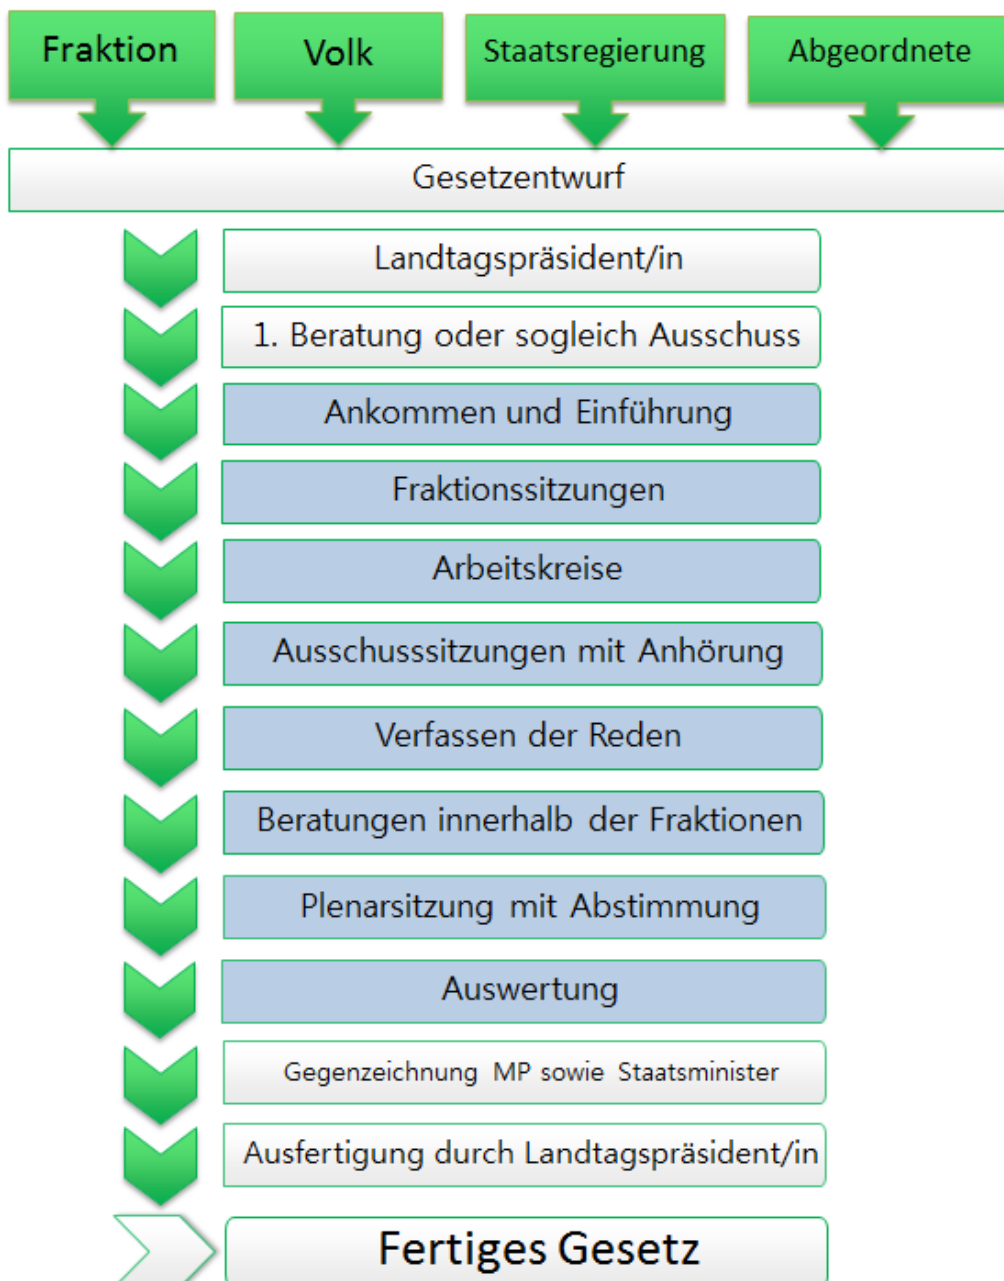 Fraktion
Volk
Staatsregierung
Abgeordnete
Gesetzentwurf
Landtagspräsident/in
1. Beratung oder sogleich Ausschuss
Ankommen und Einführung
Fraktionssitzungen
Arbeitskreise
Ausschusssitzungen mit Anhörung
Verfassen der Reden
Beratungen innerhalb der Fraktionen
Plenarsitzung mit Abstimmung
Auswertung
Gegenzeichnung MP sowie Staatsminister
Ausfertigung durch Landtagspräsident/in
Fertiges Gesetz